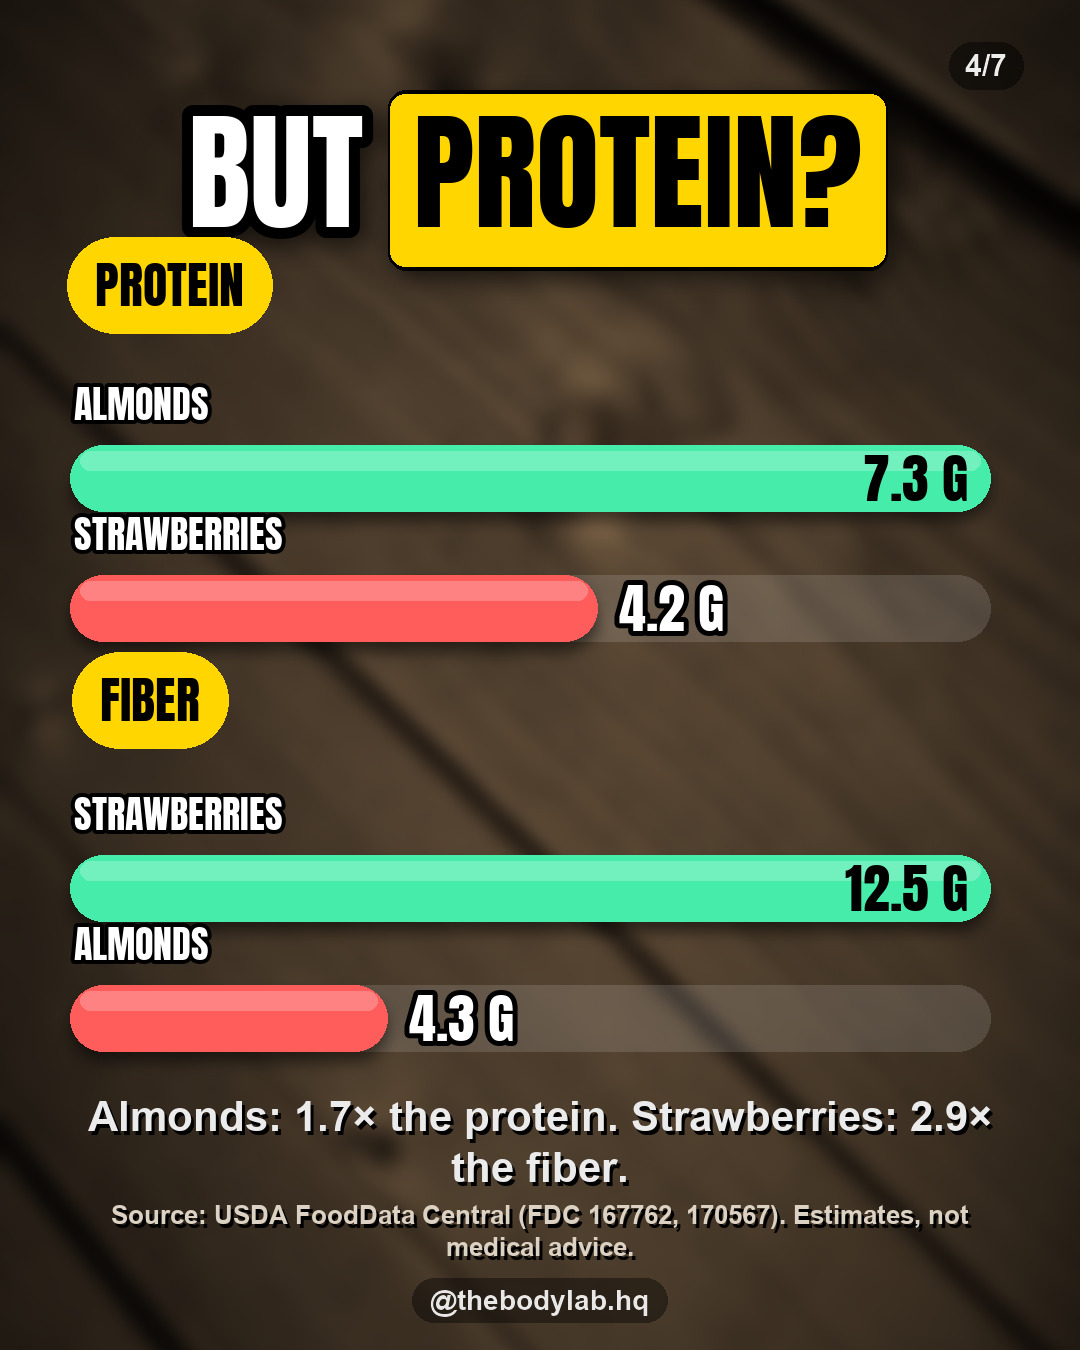 4/7
BUT PROTEIN?
PROTEIN
ALMONDS
7.3 G
STRAWBERRIES
4.2 G
FIBER
STRAWBERRIES
12.5 G
ALMONDS
4.3 G
Almonds: 1.7× the protein. Strawberries: 2.9×
the fiber.
Source: USDA FoodData Central (FDC 167762, 170567). Estimates, not
medical advice.
@thebodylab.hq